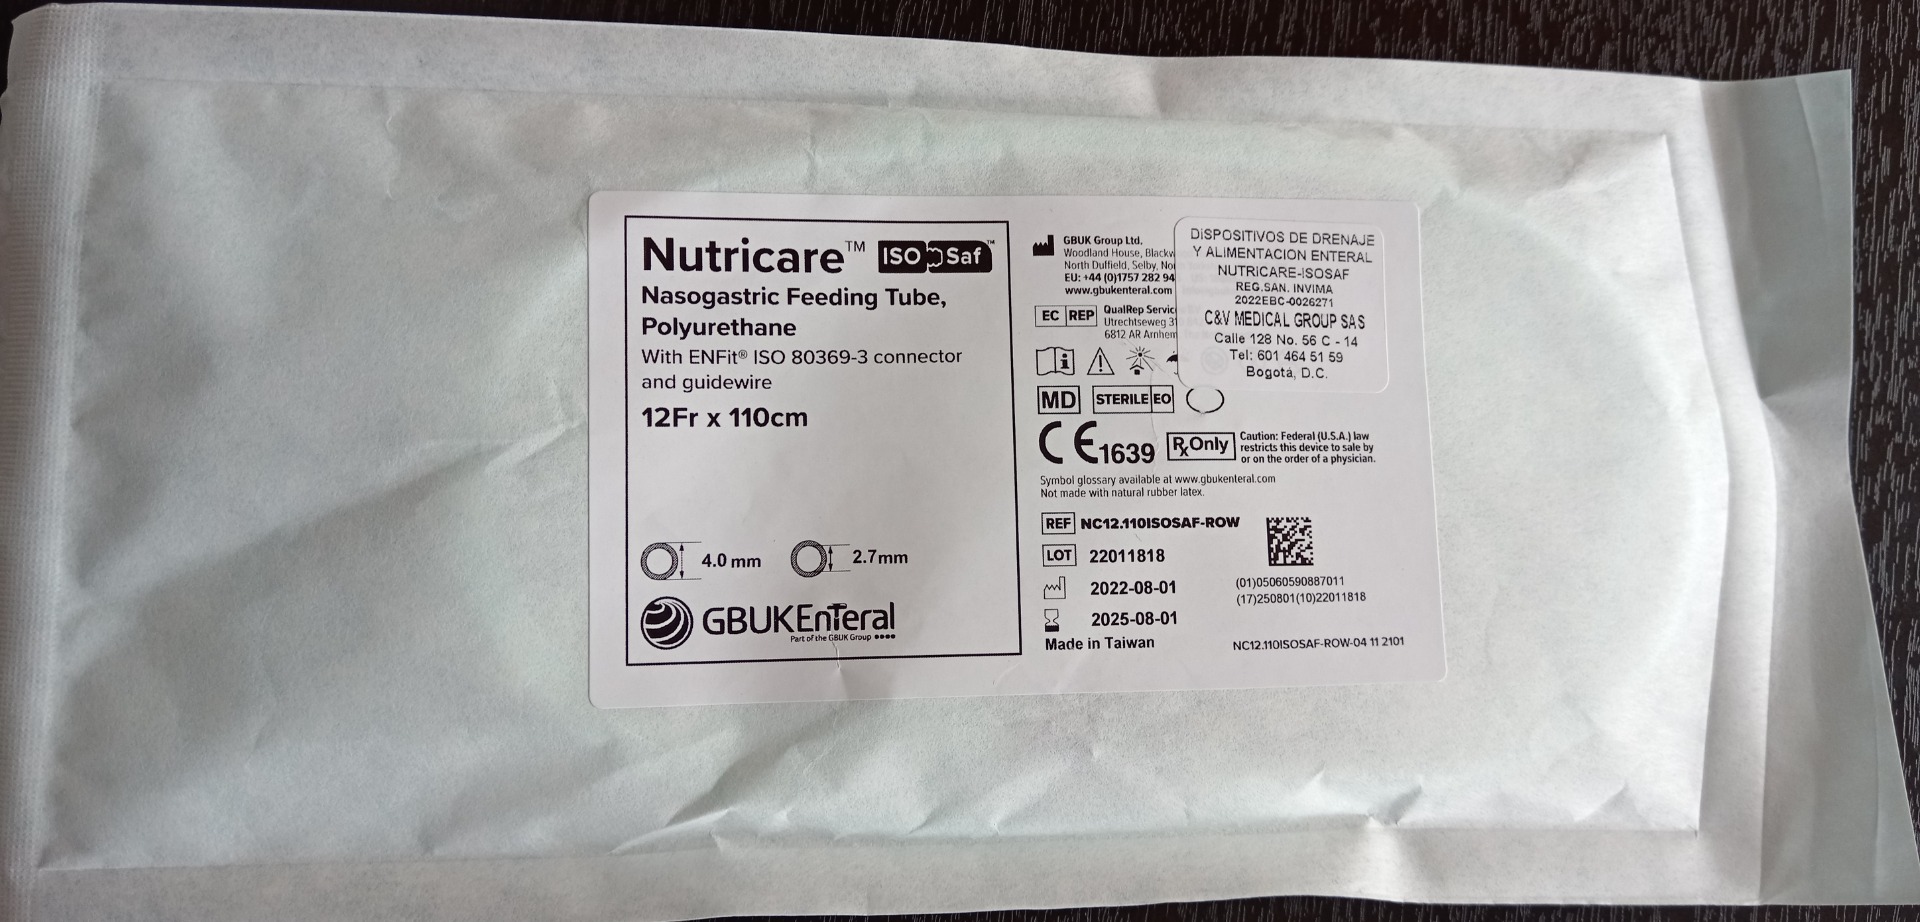 Nutricare™ ISO Saf™
Nasogastric Feeding Tube,
Polyurethane
With ENFit® ISO 80369-3 connector
and guidewire
12Fr x 110cm
4.0 mm 2.7mm
GBUKEnTeral
Part of the GBUK Group
GBUK Group Ltd.
Woodland House,
North Duffield, Selby,
EU: +44 (0)1757 282 94
www.gbukenteral.com
EC REP QualRep
Utrechtseweg
6812 AR Arnhem
DiSPOSITIVOS DE DRENAJE
Y ALIMENTACION ENTERAL
NUTRICARE-ISOSAF
REG.SAN. INVIMA
2022EBC-0026271
C&V MEDICAL GROUP SAS
Calle 128 No. 56 C - 14
Tel: 601 464 51 59
Bogotá, D.C.
MD STERILE EO
CE 1639 Rx Only
Caution: Federal (U.S.A.) law
restricts this device to sale by
or on the order of a physician.
Symbol glossary available at www.gbukenteral.com
Not made with natural rubber latex.
REF NC12.110ISOSAF-ROW
LOT 22011818
2022-08-01
2025-08-01
Made in Taiwan
(01)05060590887011
(17)250801(10)22011818
NC12.110ISOSAF-ROW-04 11 2101